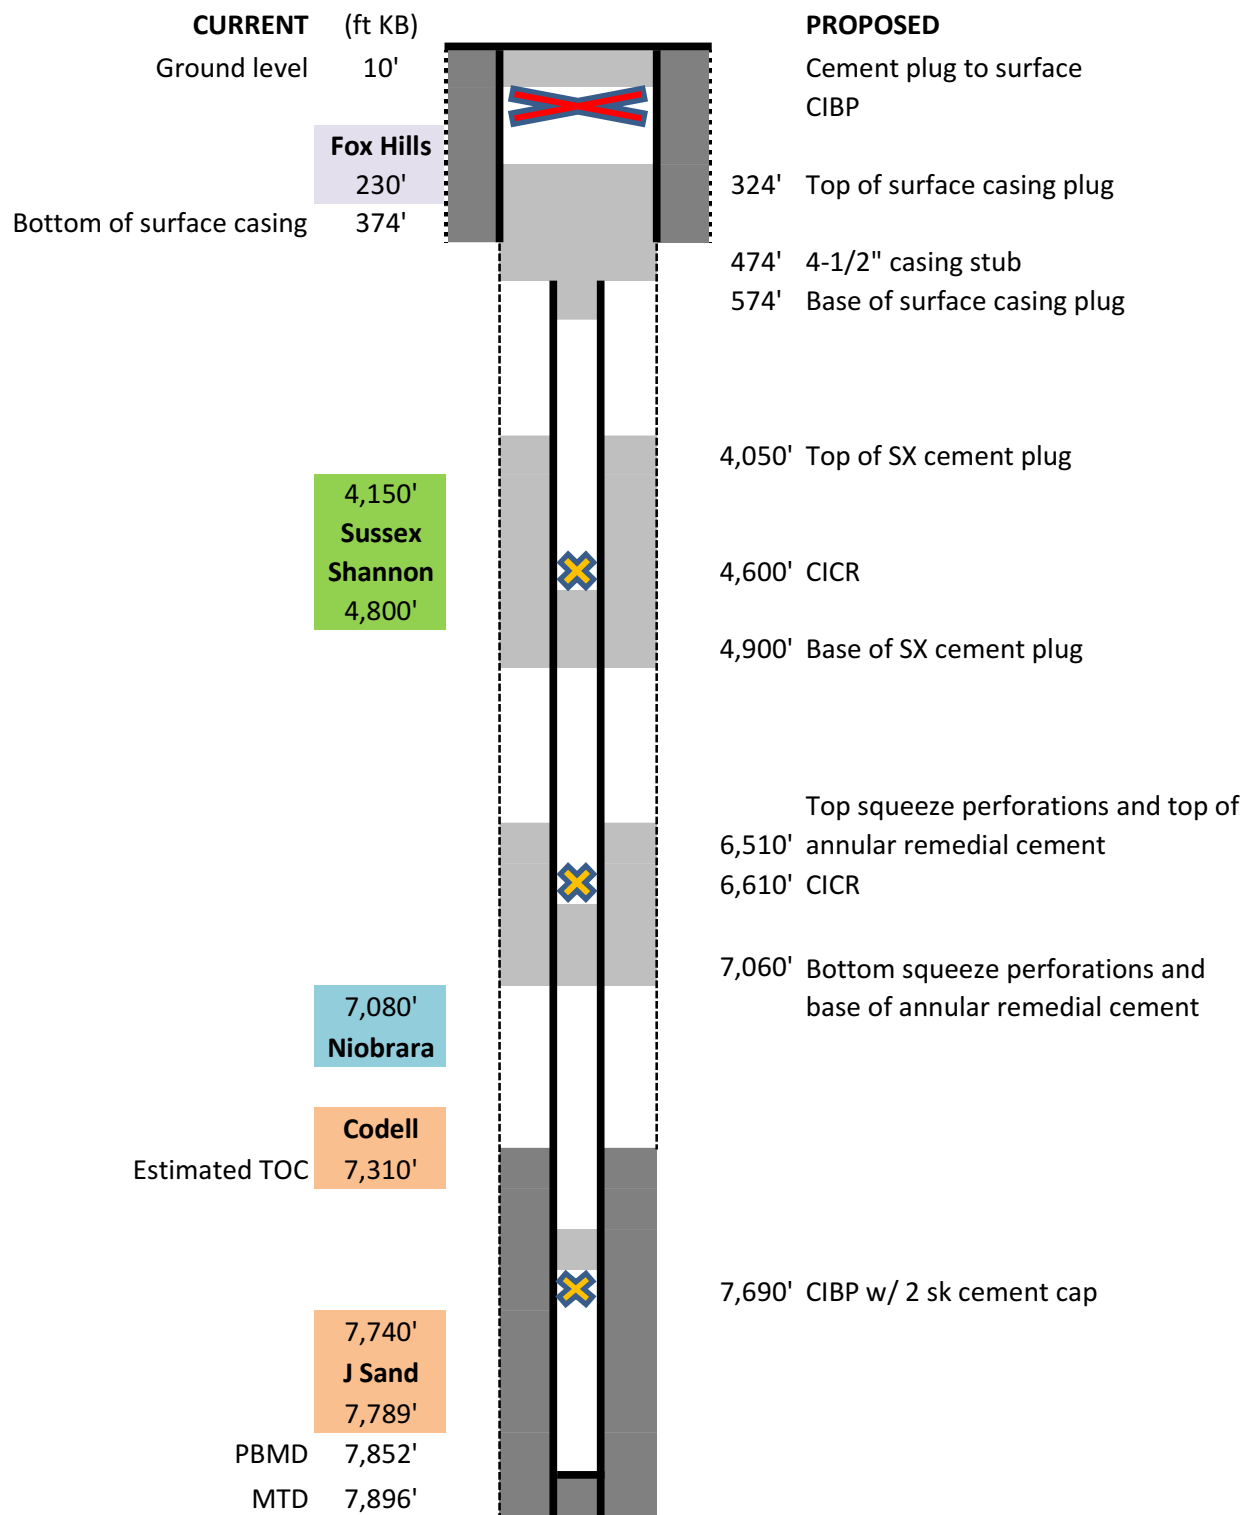 CURRENT (ft KB) PROPOSED
Ground level 10' Cement plug to surface
CIBP
Fox Hills
230' 324' Top of surface casing plug
Bottom of surface casing 374'
474' 4-1/2" casing stub
574' Base of surface casing plug
4,050' Top of SX cement plug
4,150'
Sussex
Shannon 4,600' CICR
4,800'
4,900' Base of SX cement plug
Top squeeze perforations and top of
6,510' annular remedial cement
6,610' CICR
7,060' Bottom squeeze perforations and
7,080' base of annular remedial cement
Niobrara
Codell
Estimated TOC 7,310'
7,690' CIBP w/ 2 sk cement cap
7,740'
J Sand
7,789'
PBMD 7,852'
MTD 7,896'